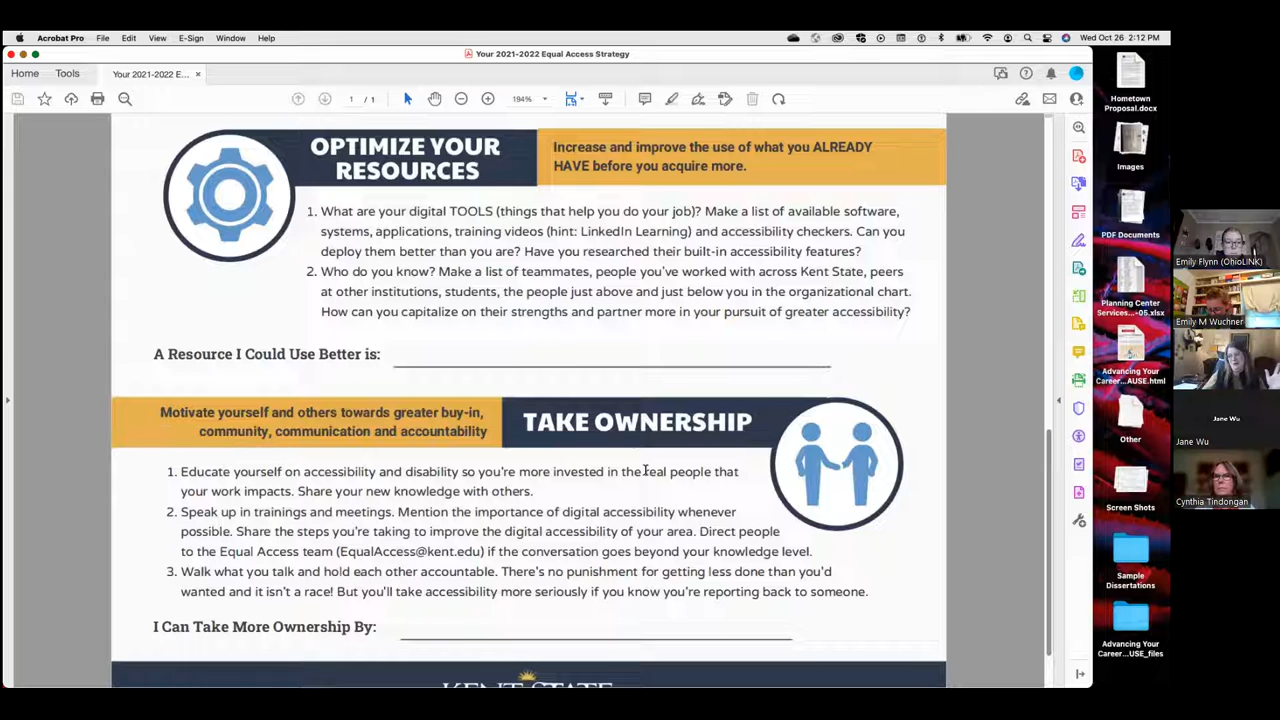 Acrobat Pro File Edit View E-Sign Window Help
Wed Oct 26 2:12 PM
Your 2021-2022 Equal Access Strategy
Home Tools Your 2021-2022 E... ×
1 / 1 194%
OPTIMIZE YOUR
RESOURCES
Increase and improve the use of what you ALREADY
HAVE before you acquire more.
1. What are your digital TOOLS (things that help you do your job)? Make a list of available software,
systems, applications, training videos (hint: LinkedIn Learning) and accessibility checkers. Can you
deploy them better than you are? Have you researched their built-in accessibility features?
2. Who do you know? Make a list of teammates, people you've worked with across Kent State, peers
at other institutions, students, the people just above and just below you in the organizational chart.
How can you capitalize on their strengths and partner more in your pursuit of greater accessibility?
A Resource I Could Use Better is:
Motivate yourself and others towards greater buy-in,
community, communication and accountability
TAKE OWNERSHIP
1. Educate yourself on accessibility and disability so you're more invested in the real people that
your work impacts. Share your new knowledge with others.
2. Speak up in trainings and meetings. Mention the importance of digital accessibility whenever
possible. Share the steps you're taking to improve the digital accessibility of your area. Direct people
to the Equal Access team (EqualAccess@kent.edu) if the conversation goes beyond your knowledge level.
3. Walk what you talk and hold each other accountable. There's no punishment for getting less done than you'd
wanted and it isn't a race! But you'll take accessibility more seriously if you know you're reporting back to someone.
I Can Take More Ownership By:
KENT STATE
Hometown
Proposal.docx
Images
PDF Documents
Planning Center
Services...-05.xlsx
Advancing Your
Career...AUSE.html
Other
Screen Shots
Sample
Dissertations
Advancing Your
Career...USE_files
Emily Flynn (OhioLINK)
Emily M Wuchner
Jane Wu
Jane Wu
Cynthia Tindongan